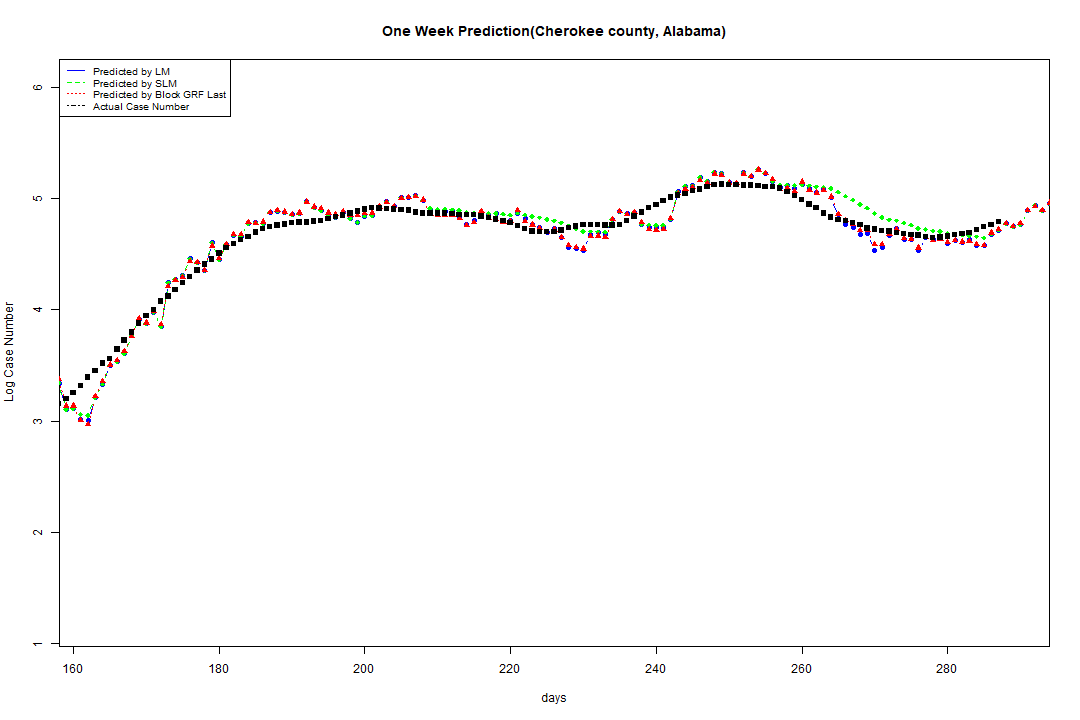 One Week Prediction(Cherokee county, Alabama)
Predicted by LM
Predicted by SLM
Predicted by Block GRF Last
Actual Case Number
6
5
4
3
2
1
Log Case Number
160 180 200 220 240 260 280
days